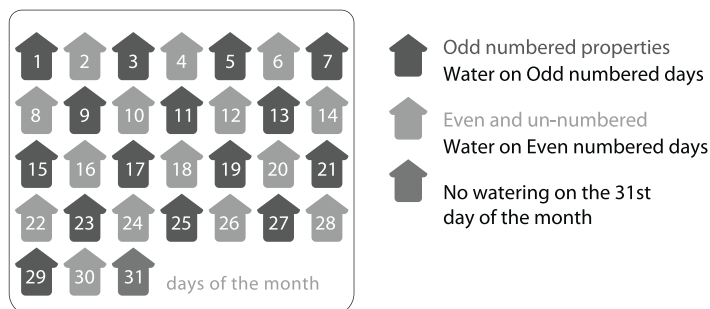 1 2 3 4 5 6 7
8 9 10 11 12 13 14
15 16 17 18 19 20 21
22 23 24 25 26 27 28
29 30 31 days of the month
Odd numbered properties
Water on Odd numbered days
Even and un-numbered
Water on Even numbered days
No watering on the 31st
day of the month